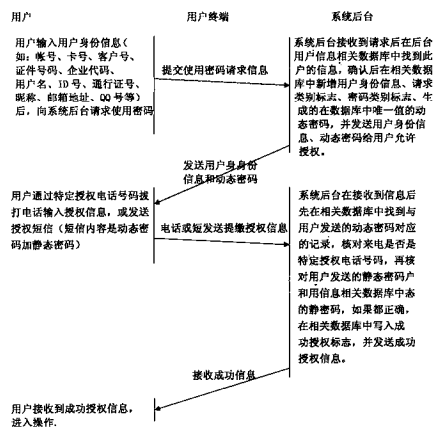 用户
用户终端
系统后台
用户输入用户身份信息（
如：帐号、卡号、客户号、
证件号码、企业代码、
用户名、ID号、通行证号、
昵称、邮箱地址、QQ号等）
后，向系统后台请求使用密码
提交使用密码请求信息
系统后台接收到请求后在后台
用户信息相关数据库中找到此
户的信息，确认后在相关数据
库中新增用户身份信息、请求
类别标志、密码类别标志、生
成的在数据库中唯一值的动
态密码，并发送用户身份信
息、动态密码给用户允许
授权。
发送用户身身份
信息和动态密码
用户通过特定授权电话号码拔
打电话输入授权信息，或发送
授权短信（短信内容是动态密
码加静态密码）
电话或短发送提缴授权信息
系统后台在接收到信息后
先在相关数据库中找到与
用户发送的动态密码对应
的记录，核对来电是否是
特定授权电话号码，再核
对用户发送的静态密码户
和用信息相关数据库中态
的静密码，如果都正确，
在相关数据库中写入成
功授权标志，并发送成功
授权信息。
接收成功信息
用户接收到成功授权信息，
进入操作.